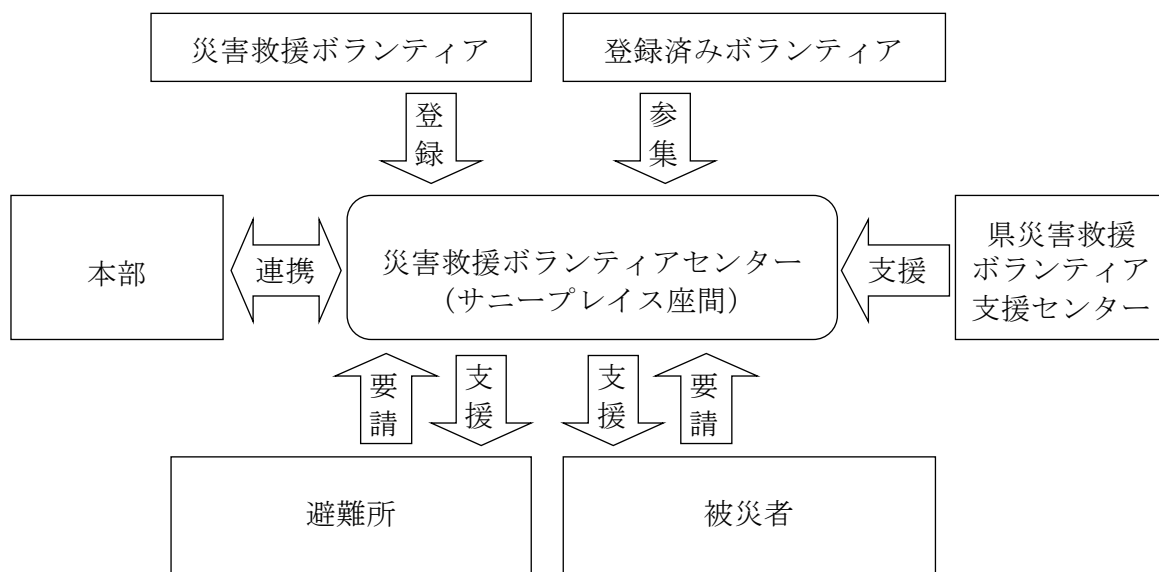 災害救援ボランティア
登録済みボランティア
登録
参集
本部
連携
災害救援ボランティアセンター
（サニープレイス座間）
支援
県災害救援
ボランティア
支援センター
要請
支援
支援
要請
避難所
被災者